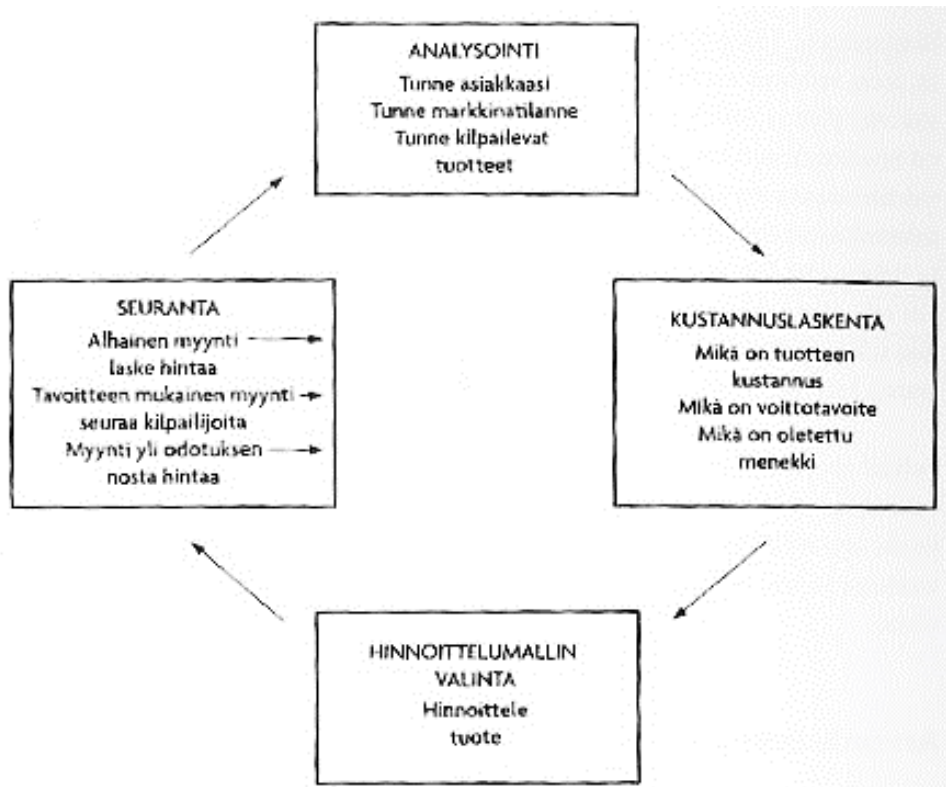 ANALYSOINTI
Tunne asiakkaasi
Tunne markkinatilanne
Tunne kilpailevat
tuotteet
SEURANTA
Alhainen myynti
laske hintaa
Tavoitteen mukainen myynti
seuraa kilpailijoita
Myynti yli odotuksen
nosta hintaa
KUSTANNUSLASKENTA
Mikä on tuotteen
kustannus
Mikä on voittotavoite
Mikä on oletettu
menekki
HINNOITTELUMALLIN
VALINTA
Hinnoittele
tuote